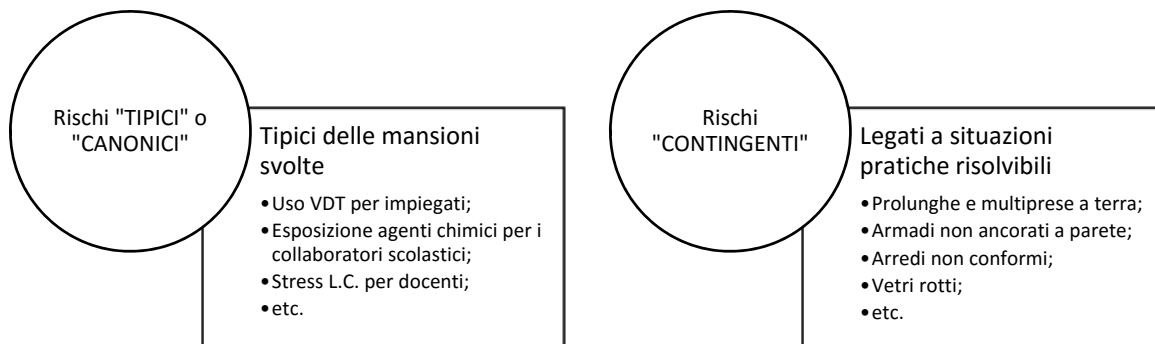 Rischi "TIPICI" o
"CANONICI"
Tipici delle mansioni
svolte
•Uso VDT per impiegati;
•Esposizione agenti chimici per i
collaboratori scolastici;
•Stress L.C. per docenti;
•etc.
Rischi
"CONTINGENTI"
Legati a situazioni
pratiche risolvibili
•Prolunghe e multiprese a terra;
•Armadi non ancorati a parete;
•Arredi non conformi;
•Vetri rotti;
•etc.